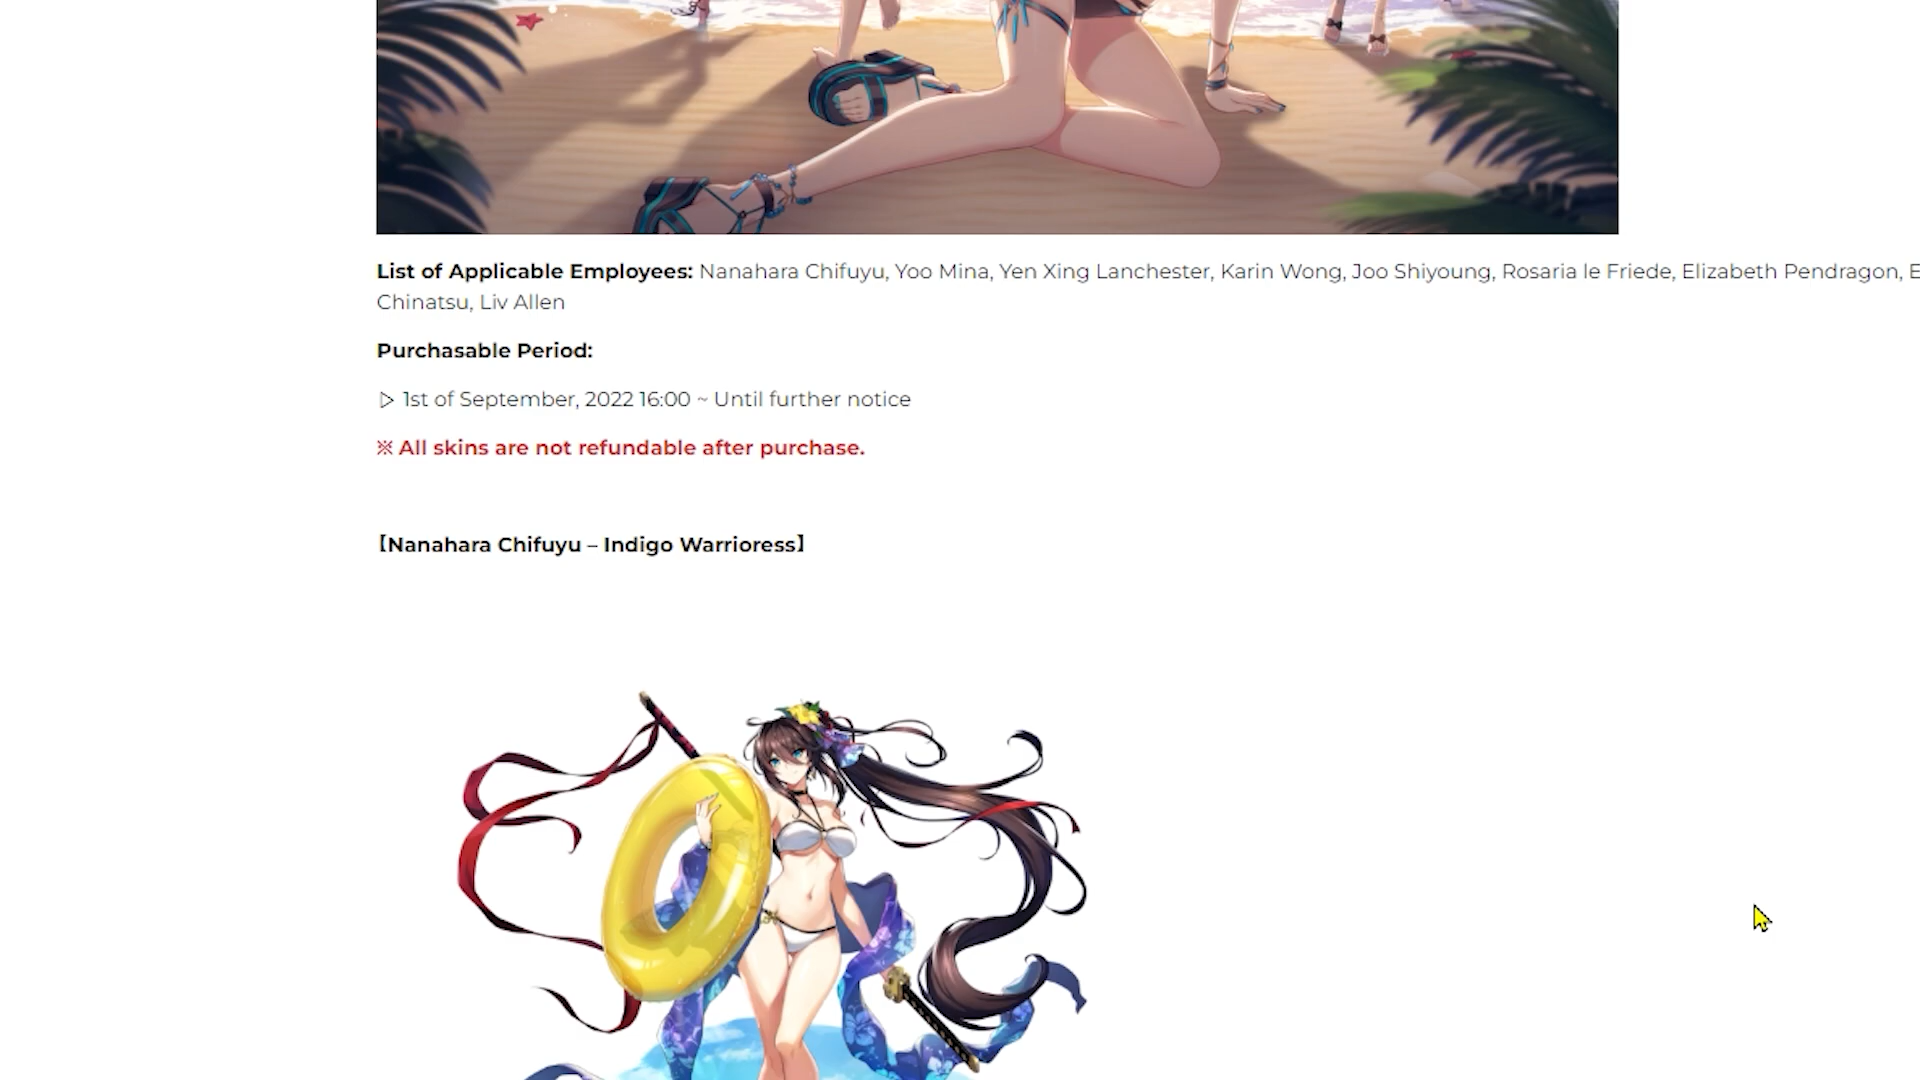 List of Applicable Employees: Nanahara Chifuyu, Yoo Mina, Yen Xing Lanchester, Karin Wong, Joo Shiyoung, Rosaria le Friede, Elizabeth Pendragon,
Chinatsu, Liv Allen
Purchasable Period:
▷ 1st of September, 2022 16:00 ~ Until further notice
※ All skins are not refundable after purchase.
【Nanahara Chifuyu – Indigo Warrioress】